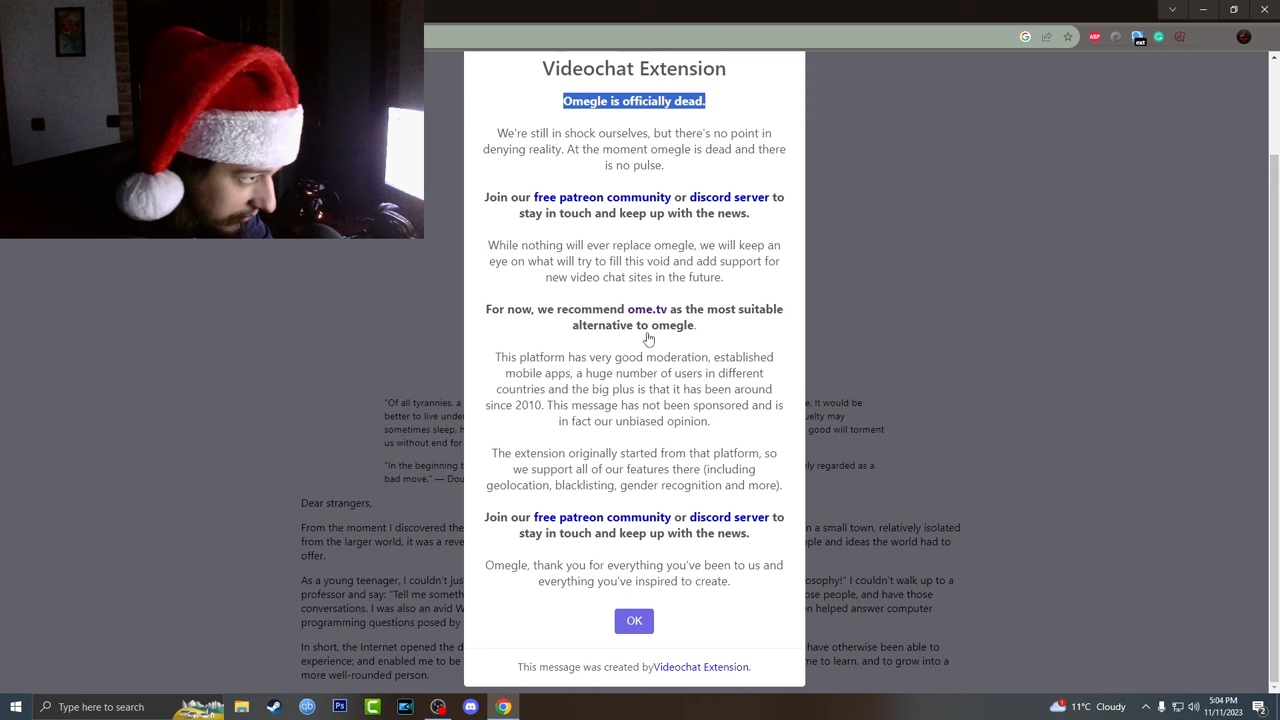 Videochat Extension
Omegle is officially dead.
We're still in shock ourselves, but there's no point in
denying reality. At the moment omegle is dead and there
is no pulse.
Join our free patreon community or discord server to
stay in touch and keep up with the news.
While nothing will ever replace omegle, we will keep an
eye on what will try to fill this void and add support for
new video chat sites in the future.
For now, we recommend ome.tv as the most suitable
alternative to omegle.
This platform has very good moderation, established
mobile apps, a huge number of users in different
countries and the big plus is that it has been around
since 2010. This message has not been sponsored and is
in fact our unbiased opinion.
The extension originally started from that platform, so
we support all of our features there (including
geolocation, blacklisting, gender recognition and more).
Join our free patreon community or discord server to
stay in touch and keep up with the news.
Omegle, thank you for everything you've been to us and
everything you've inspired to create.
OK
This message was created byVideochat Extension.
"Of all tyrannies, a
better to live unde
sometimes sleep, h
us without end for
e. It would be
uelty may
good will torment
"In the beginning t
ely regarded as a
bad move." — Dou
Dear strangers,
From the moment I discovered the
n a small town, relatively isolated
from the larger world, it was a reve
ple and ideas the world had to
offer.
As a young teenager, I couldn't jus
osophy!" I couldn't walk up to a
professor and say: "Tell me someth
ose people, and have those
conversations. I was also an avid W
n helped answer computer
programming questions posed by
In short, the Internet opened the d
have otherwise been able to
experience; and enabled me to be
me to learn, and to grow into a
more well-rounded person.
ABP
ext
Type here to search
Ps
11°C
5:04 PM
11/11/2023